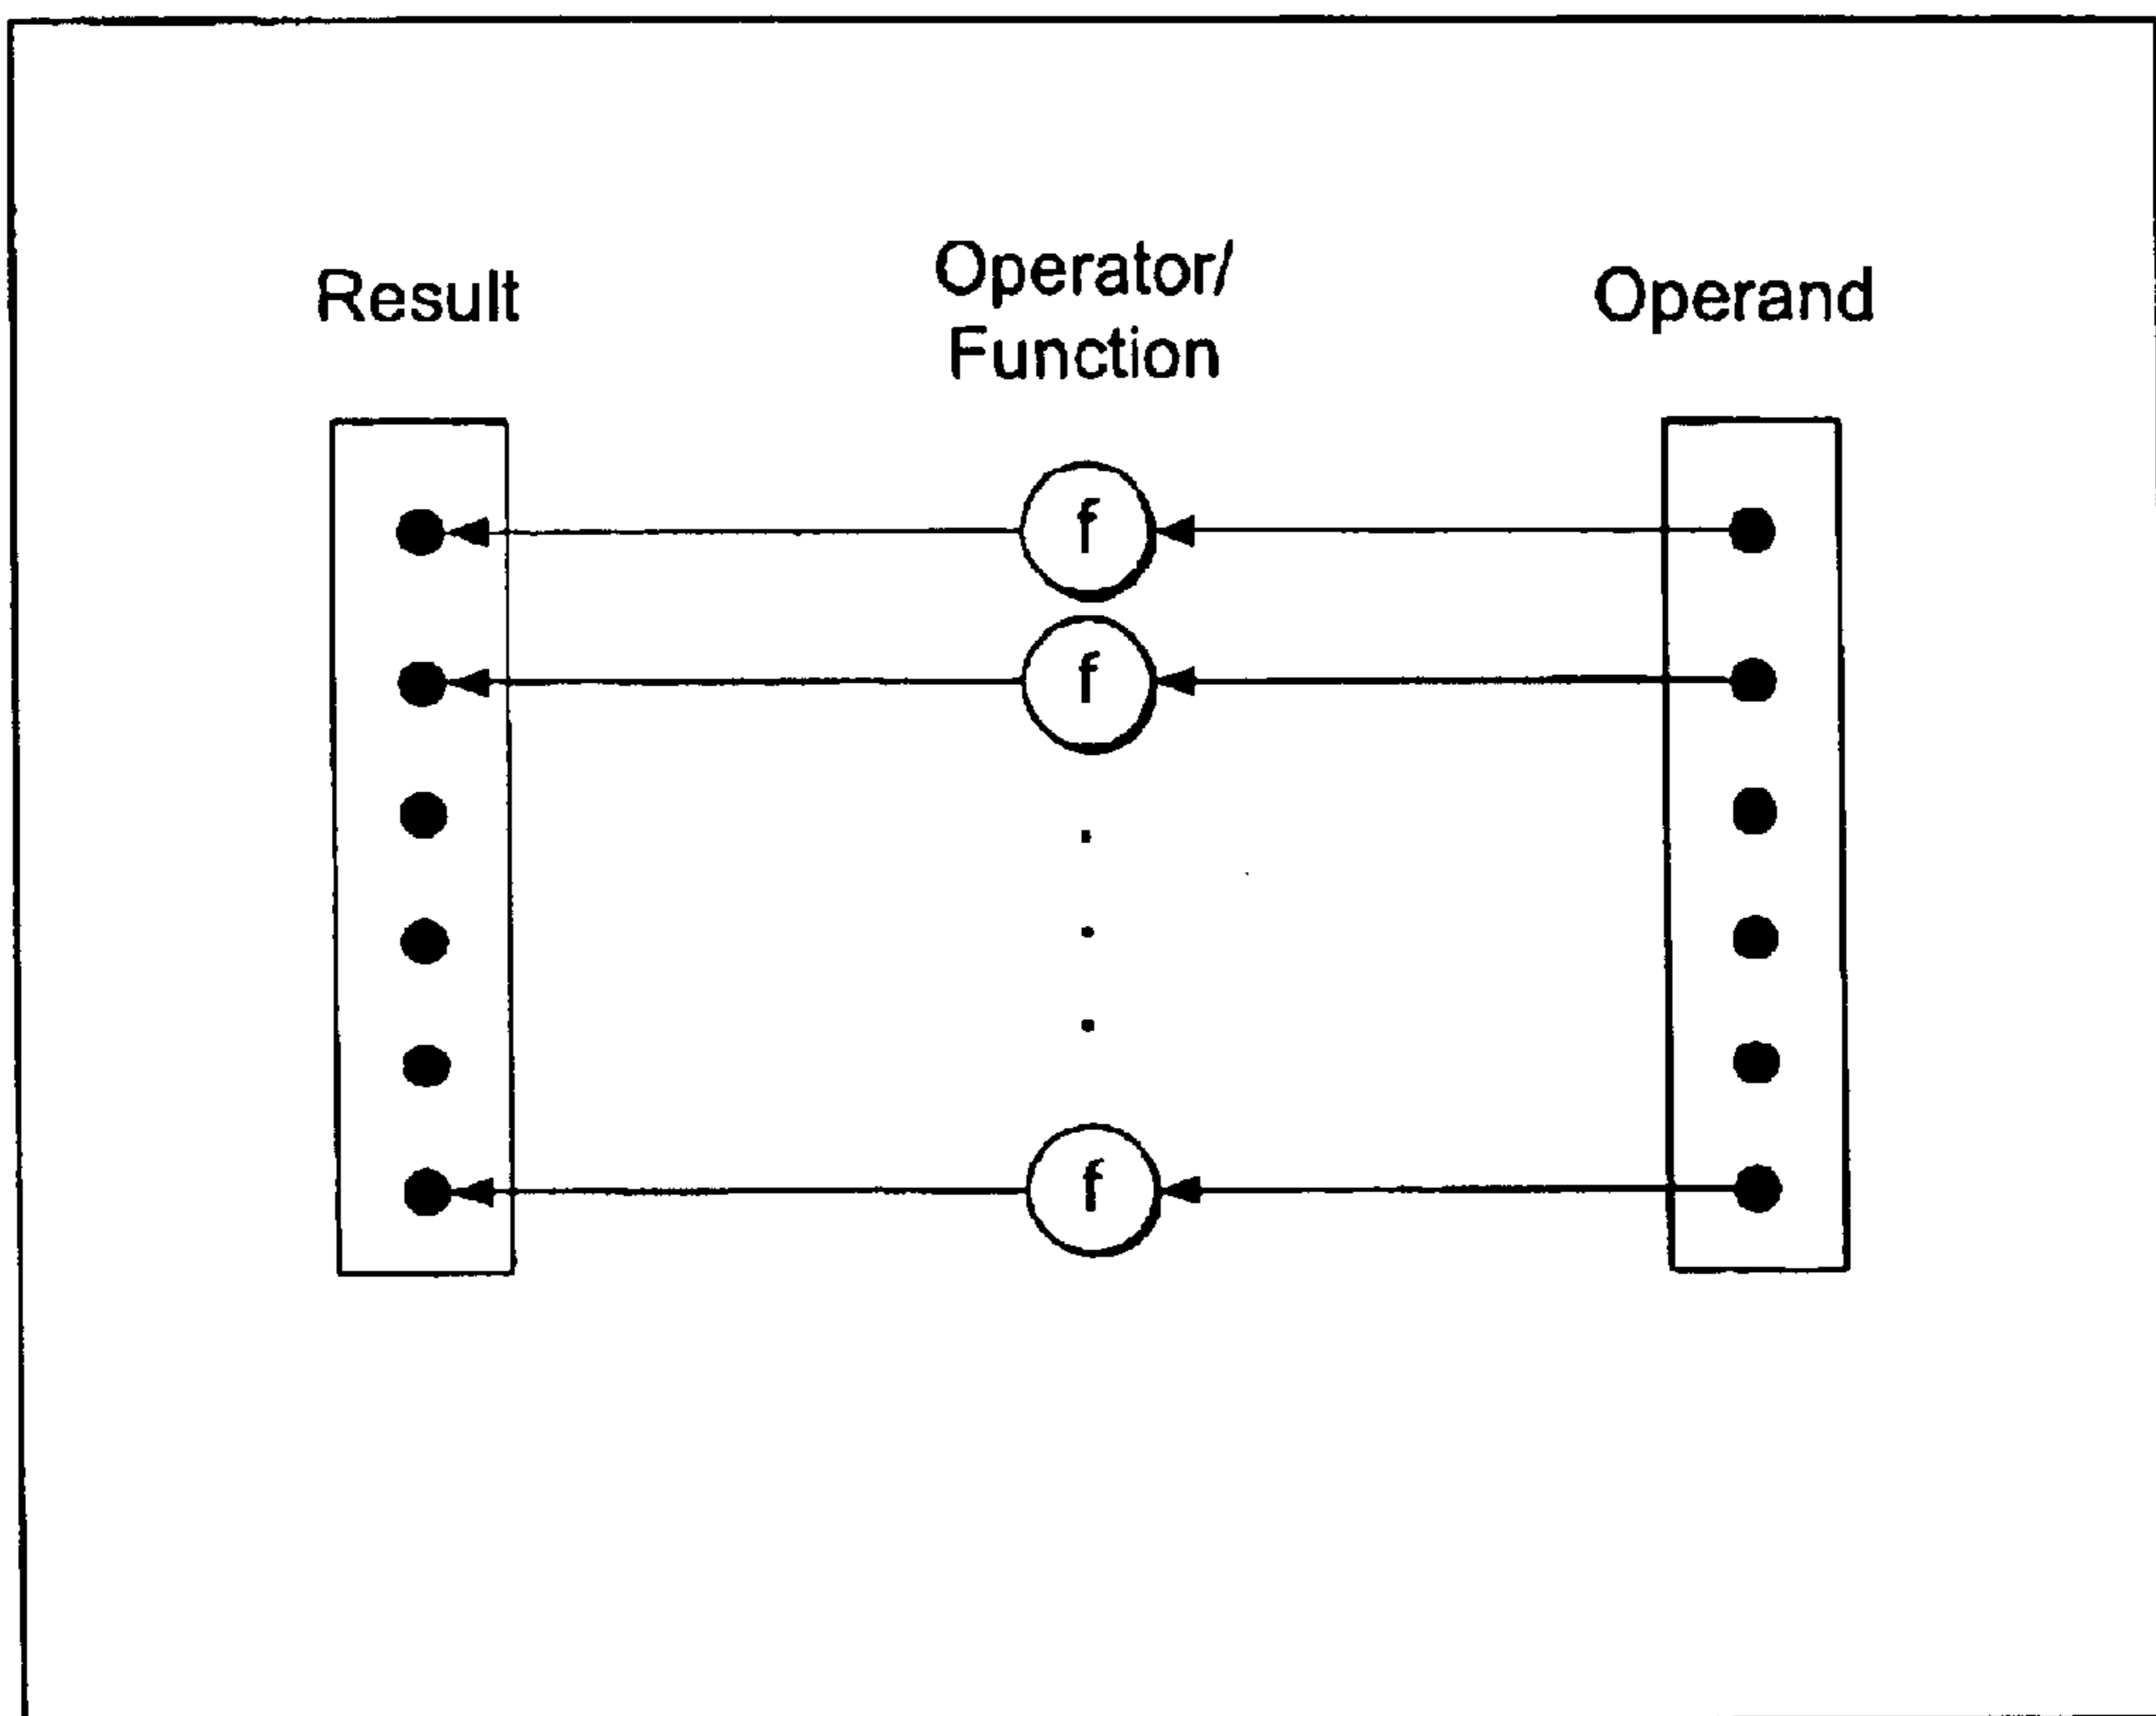 Result
Operator/
Function
Operand
f
f
f